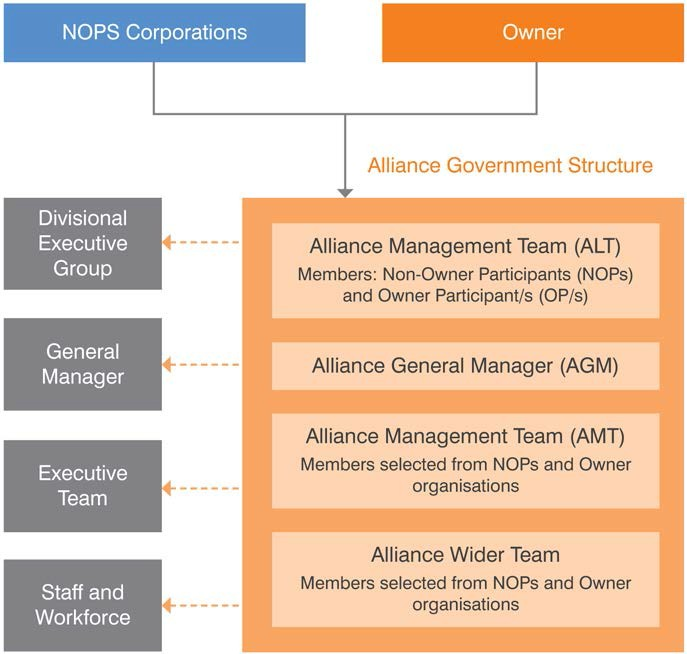 NOPS Corporations
Owner
Alliance Government Structure
Divisional
Executive
Group
Alliance Management Team (ALT)
Members: Non-Owner Participants (NOPs)
and Owner Participant/s (OP/s)
General
Manager
Alliance General Manager (AGM)
Executive
Team
Alliance Management Team (AMT)
Members selected from NOPs and Owner
organisations
Staff and
Workforce
Alliance Wider Team
Members selected from NOPs and Owner
organisations